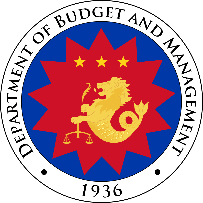 DEPARTMENT OF BUDGET AND MANAGEMENT
1936